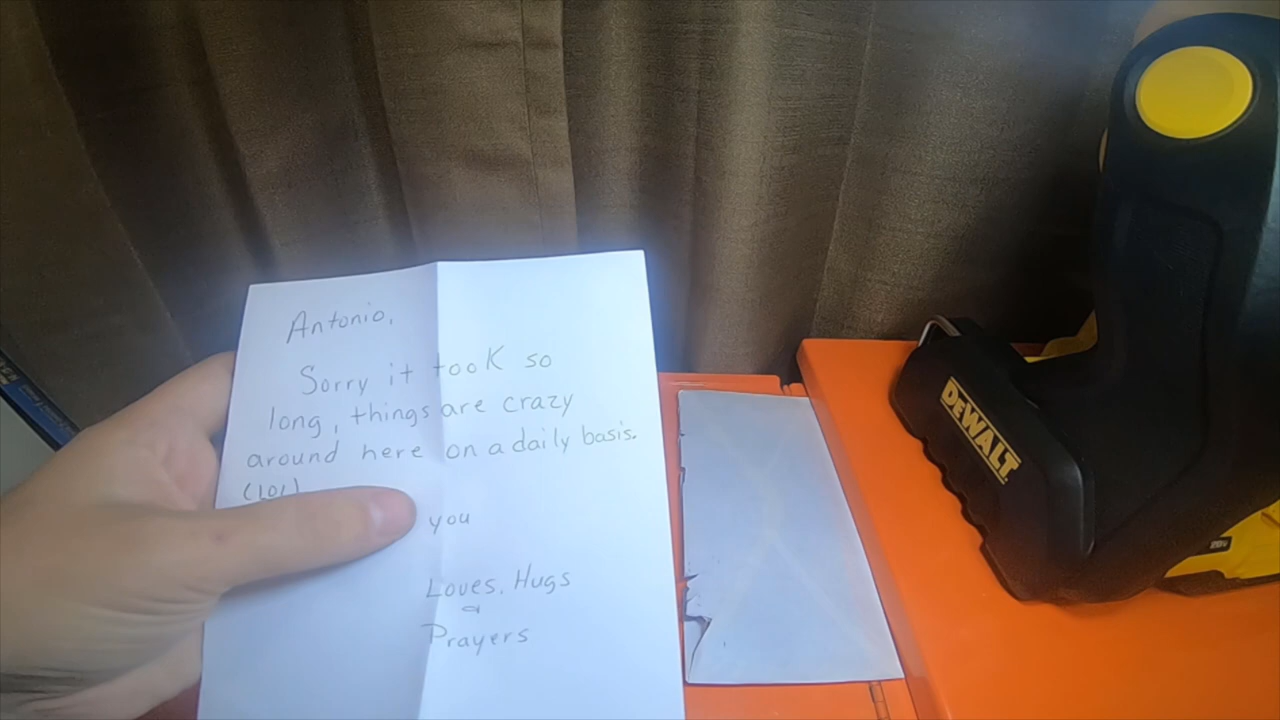 Antonio,
Sorry it took so
long, things are crazy
around here on a daily basis.
(LOL)
you
Loves, Hugs
&
Prayers
DEWALT